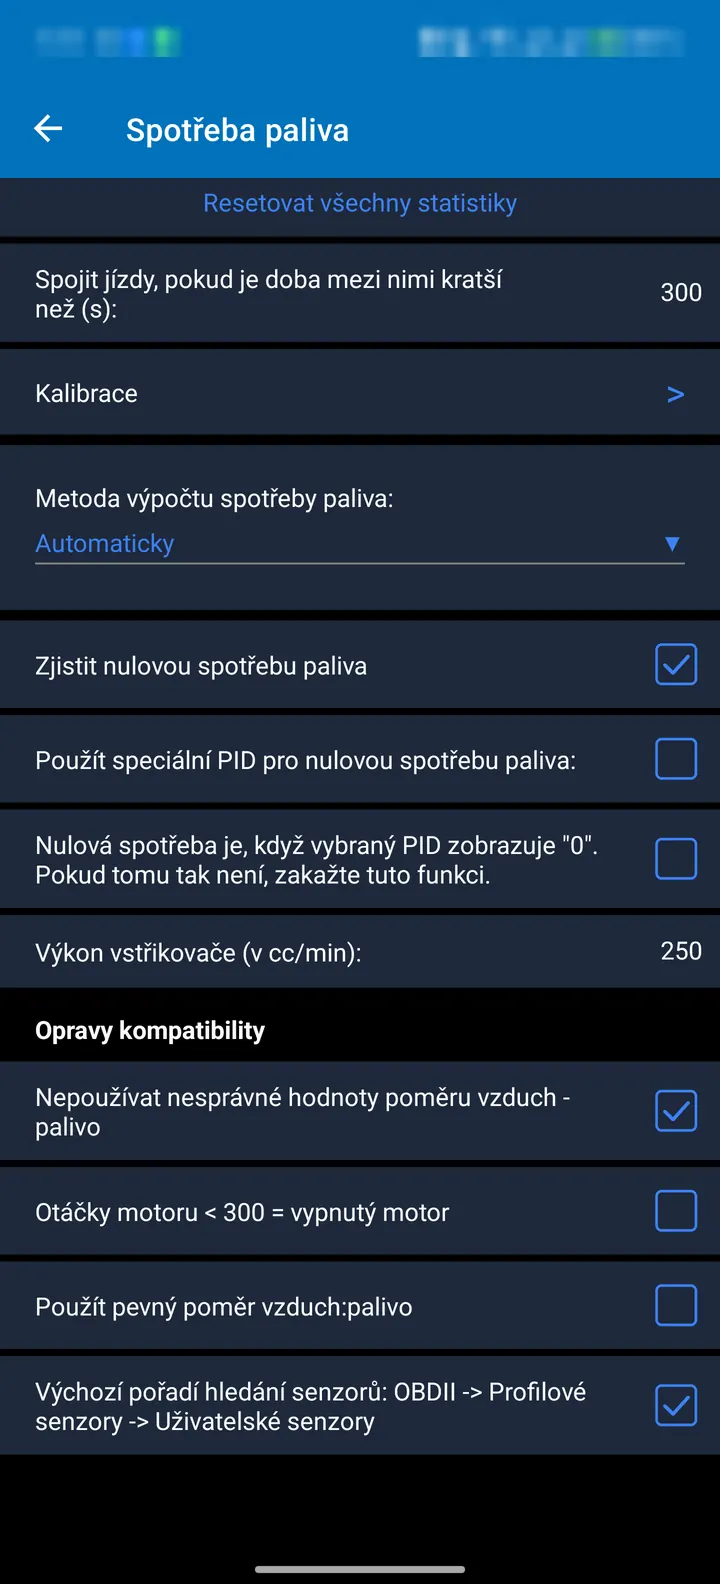 Spotřeba paliva
Resetovat všechny statistiky
Spojit jízdy, pokud je doba mezi nimi kratší
než (s):
300
Kalibrace
>
Metoda výpočtu spotřeby paliva:
Automaticky
Zjistit nulovou spotřebu paliva
Použít speciální PID pro nulovou spotřebu paliva:
Nulová spotřeba je, když vybraný PID zobrazuje "0".
Pokud tomu tak není, zakažte tuto funkci.
Výkon vstřikovače (v cc/min):
250
Opravy kompatibility
Nepoužívat nesprávné hodnoty poměru vzduch -
palivo
Otáčky motoru < 300 = vypnutý motor
Použít pevný poměr vzduch:palivo
Výchozí pořadí hledání senzorů: OBDII -> Profilové
senzory -> Uživatelské senzory